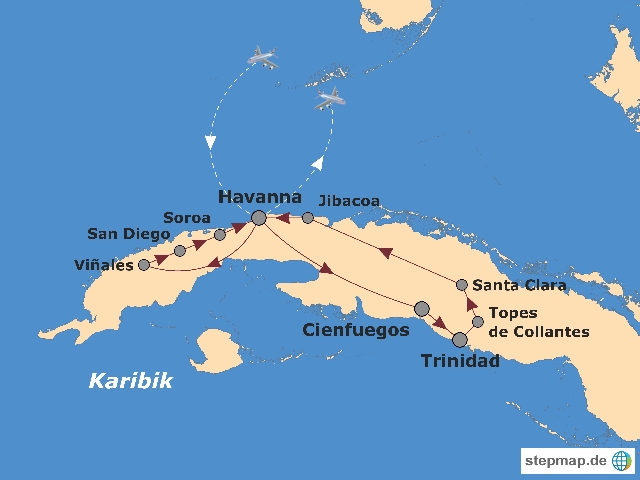 Havanna
Jibacoa
Soroa
San Diego
Viñales
Santa Clara
Topes
de Collantes
Cienfuegos
Trinidad
Karibik
stepmap.de